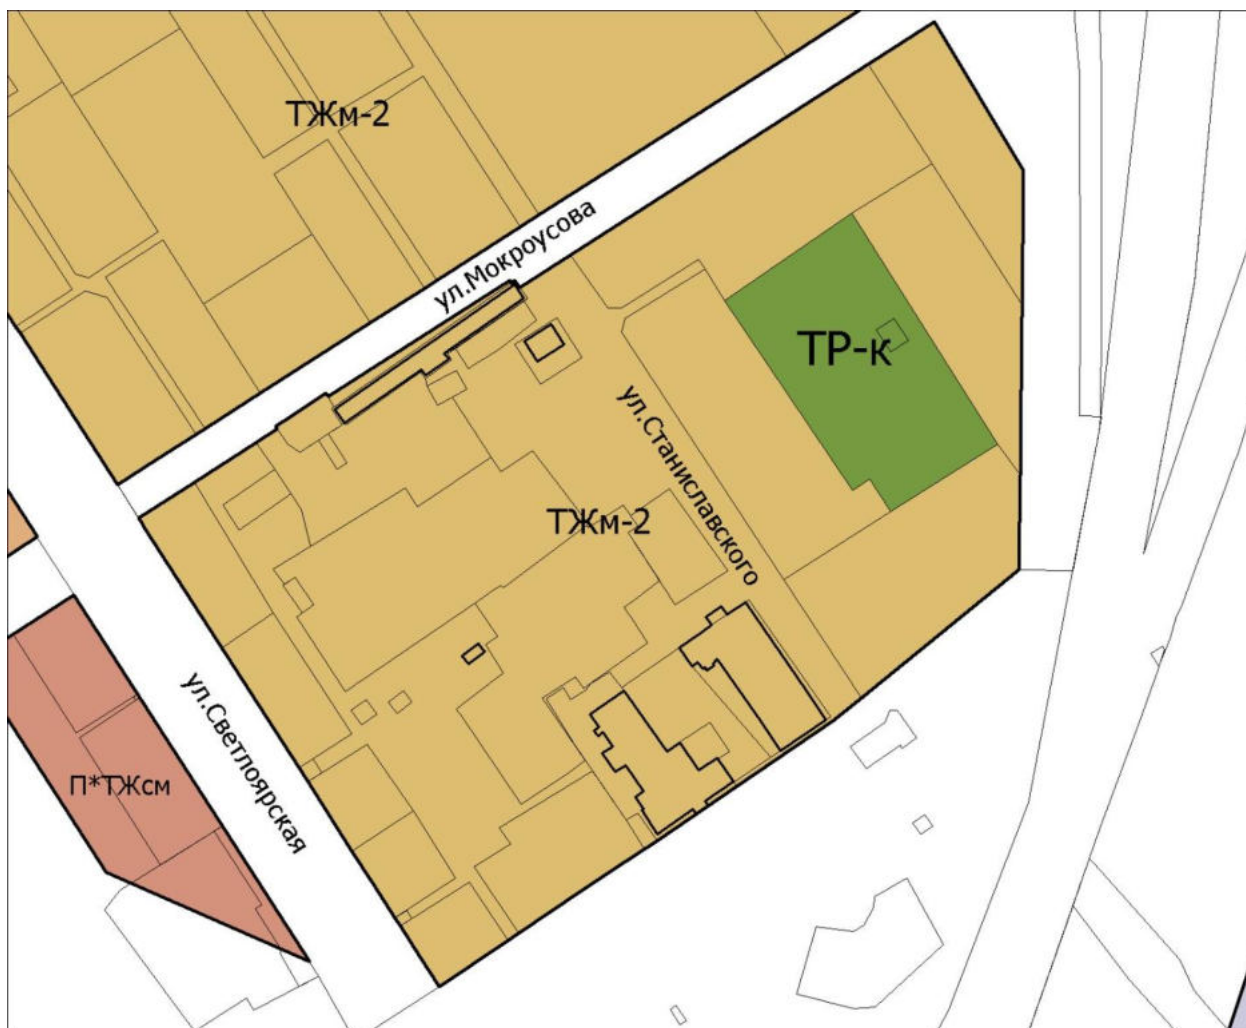 ТЖм-2
ул.Мокроусова
ТР-к
ул.Станиславского
ТЖм-2
ул.Светлоярская
П*ТЖсм